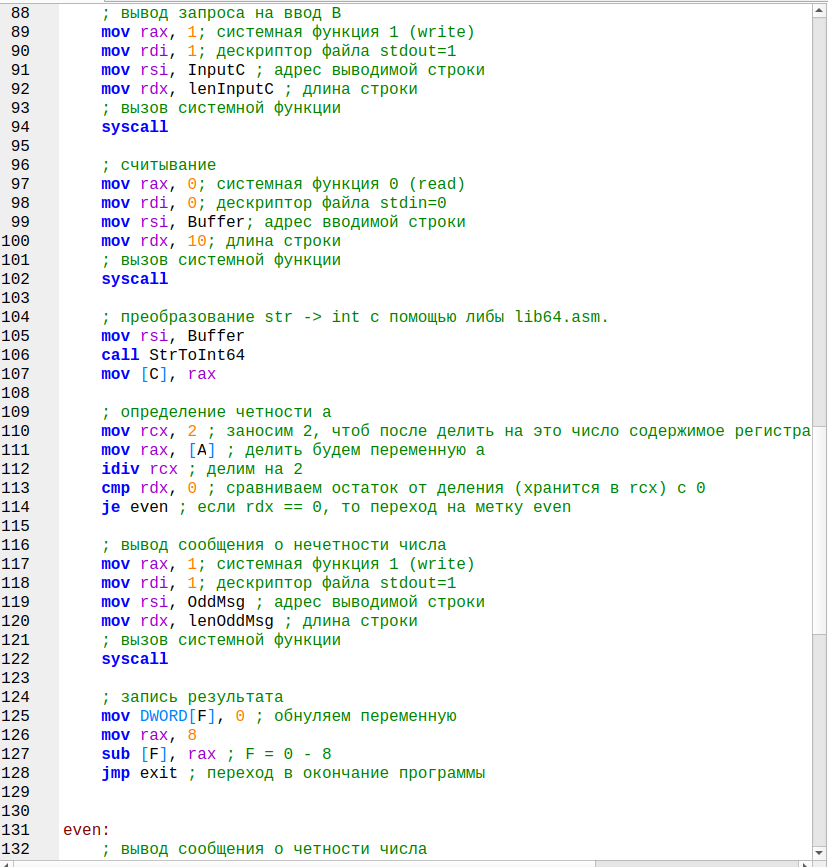 88 ; вывод запроса на ввод B
89 mov rax, 1; системная функция 1 (write)
90 mov rdi, 1; дескриптор файла stdout=1
91 mov rsi, InputC ; адрес выводимой строки
92 mov rdx, lenInputC ; длина строки
93 ; вызов системной функции
94 syscall
95
96 ; считывание
97 mov rax, 0; системная функция 0 (read)
98 mov rdi, 0; дескриптор файла stdin=0
99 mov rsi, Buffer; адрес вводимой строки
100 mov rdx, 10; длина строки
101 ; вызов системной функции
102 syscall
103
104 ; преобразование str -> int с помощью либы lib64.asm.
105 mov rsi, Buffer
106 call StrToInt64
107 mov [C], rax
108
109 ; определение четности a
110 mov rcx, 2 ; заносим 2, чтоб после делить на это число содержимое регистра
111 mov rax, [A] ; делить будем переменную a
112 idiv rcx ; делим на 2
113 cmp rdx, 0 ; сравниваем остаток от деления (хранится в rcx) с 0
114 je even ; если rdx == 0, то переход на метку even
115
116 ; вывод сообщения о нечетности числа
117 mov rax, 1; системная функция 1 (write)
118 mov rdi, 1; дескриптор файла stdout=1
119 mov rsi, OddMsg ; адрес выводимой строки
120 mov rdx, lenOddMsg ; длина строки
121 ; вызов системной функции
122 syscall
123
124 ; запись результата
125 mov DWORD[F], 0 ; обнуляем переменную
126 mov rax, 8
127 sub [F], rax ; F = 0 - 8
128 jmp exit ; переход в окончание программы
129
130
131 even:
132 ; вывод сообщения о четности числа